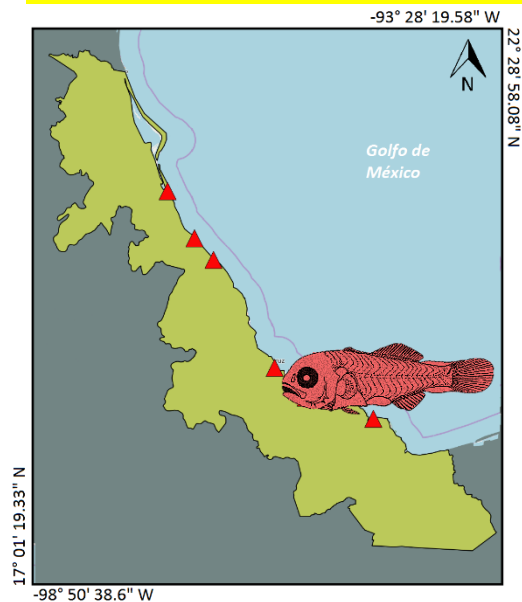 -93° 28' 19.58" W
22° 28' 58.08" N
N
Golfo de
México
17° 01' 19.33" N
-98° 50' 38.6" W